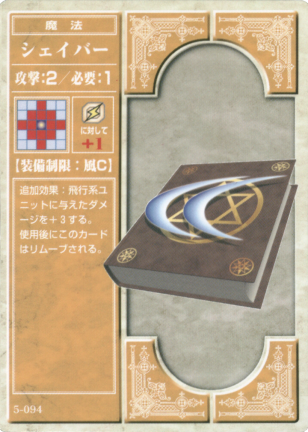 魔法
シェイバー
攻撃:2/必要:1
に対して
+1
【装備制限:風C】
追加効果:飛行系ユ
ニットに与えたダメ
ージを+3する。
使用後にこのカード
はリムーブされる。
5-094